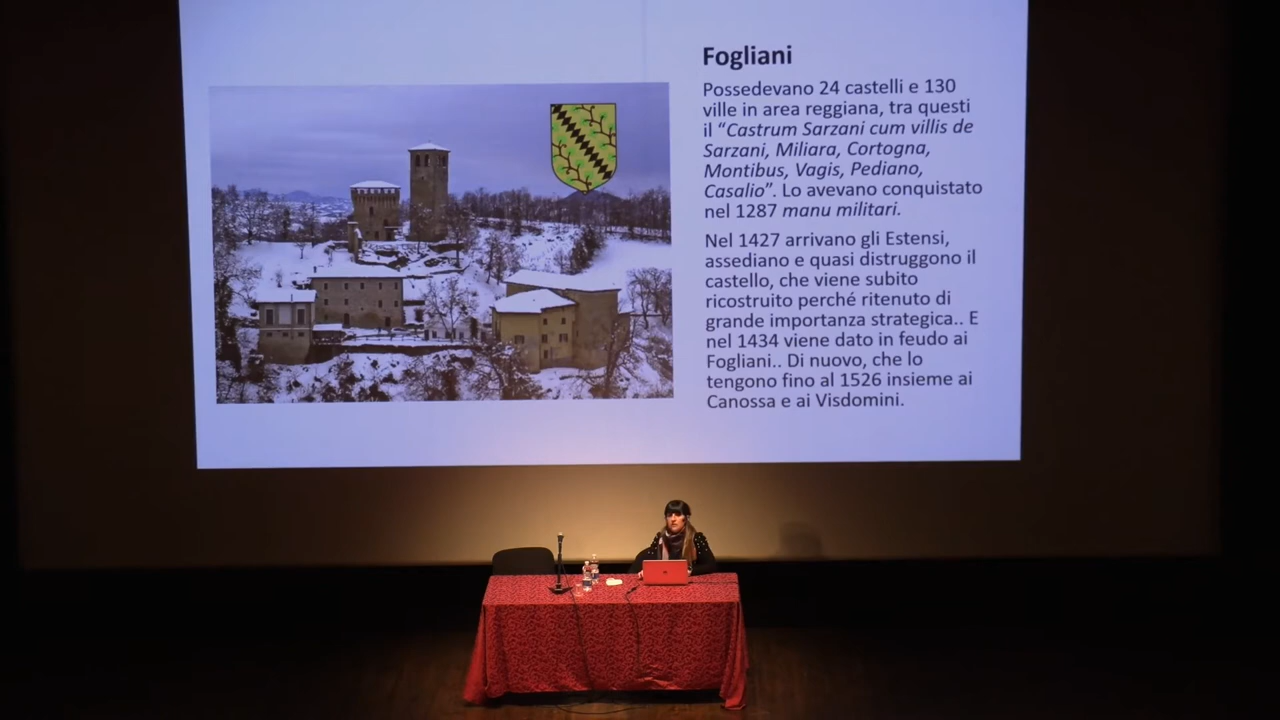 Fogliani
Possedevano 24 castelli e 130
ville in area reggiana, tra questi
il “Castrum Sarzani cum villis de
Sarzani, Miliara, Cortogna,
Montibus, Vagis, Pediano,
Casalio”. Lo avevano conquistato
nel 1287 manu militari.
Nel 1427 arrivano gli Estensi,
assediano e quasi distruggono il
castello, che viene subito
ricostruito perché ritenuto di
grande importanza strategica.. E
nel 1434 viene dato in feudo ai
Fogliani.. Di nuovo, che lo
tengono fino al 1526 insieme ai
Canossa e ai Visdomini.